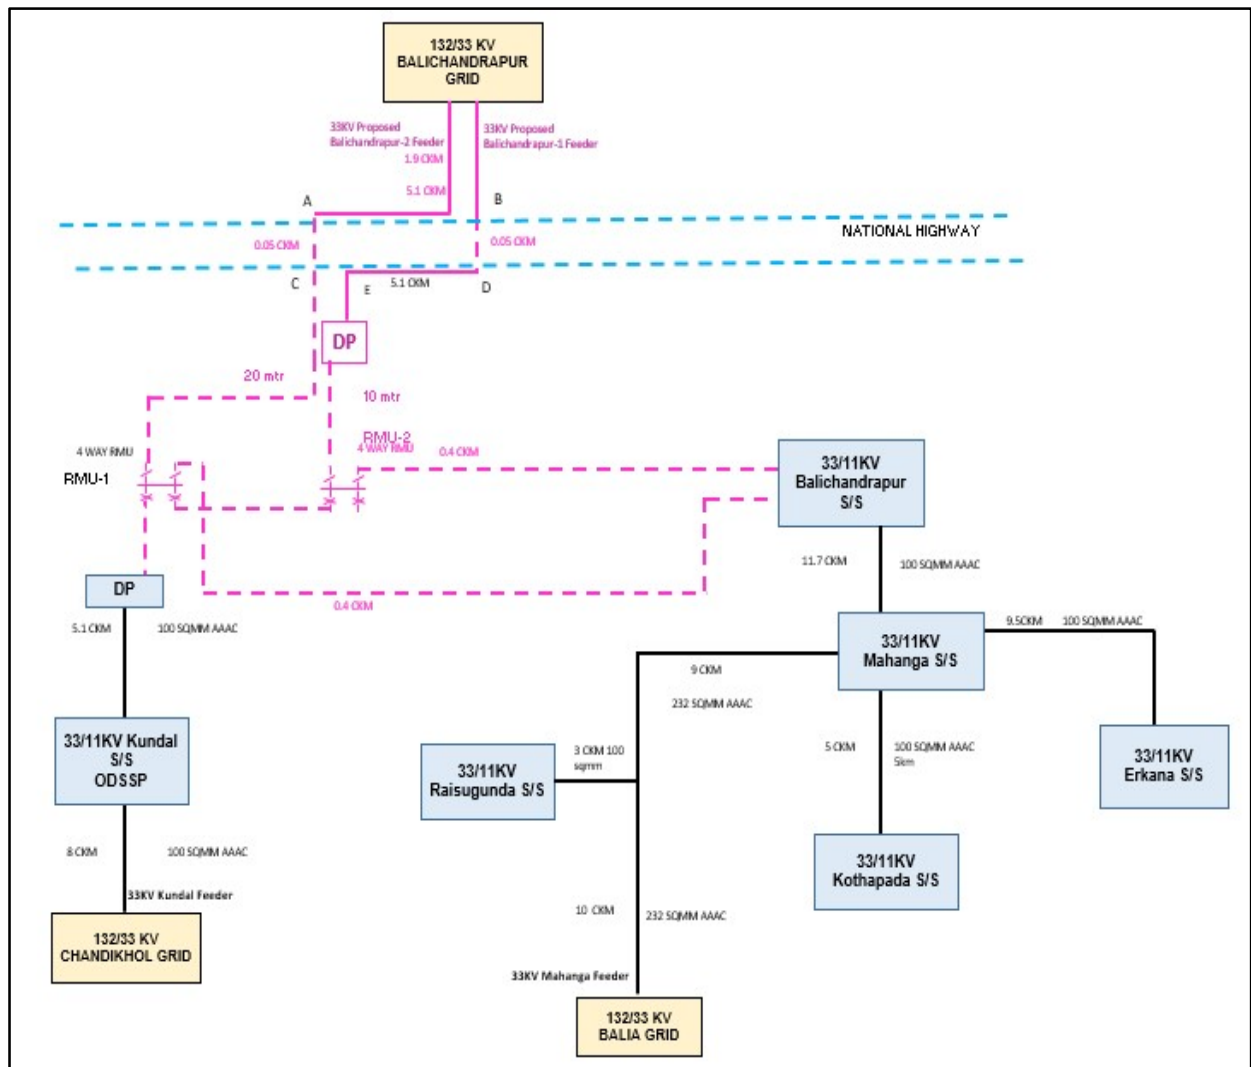 132/33 KV
BALICHANDRAPUR
GRID
33KV Proposed
Balichandrapur-2 Feeder
1.9 CKM
5.1 CKM
33KV Proposed
Balichandrapur-1 Feeder
A
B
NATIONAL HIGHWAY
0.05 CKM
0.05 CKM
C
E
5.1 CKM
D
DP
20 mtr
10 mtr
RMU-2
4 WAY RMU
0.4 CKM
4 WAY RMU
RMU-1
33/11KV
Balichandrapur
S/S
11.7 CKM
100 SQMM AAAC
DP
0.4 CKM
5.1 CKM
100 SQMM AAAC
33/11KV
Mahanga S/S
9.5CKM
100 SQMM AAAC
9 CKM
232 SQMM AAAC
33/11KV Kundal
S/S
ODSSP
33/11KV
Raisugunda S/S
3 CKM 100
sqmm
5 CKM
100 SQMM AAAC
5km
33/11KV
Erkana S/S
8 CKM
100 SQMM AAAC
33/11KV
Kothapada S/S
33KV Kundal Feeder
10 CKM
232 SQMM AAAC
132/33 KV
CHANDIKHOL GRID
33KV Mahanga Feeder
132/33 KV
BALIA GRID